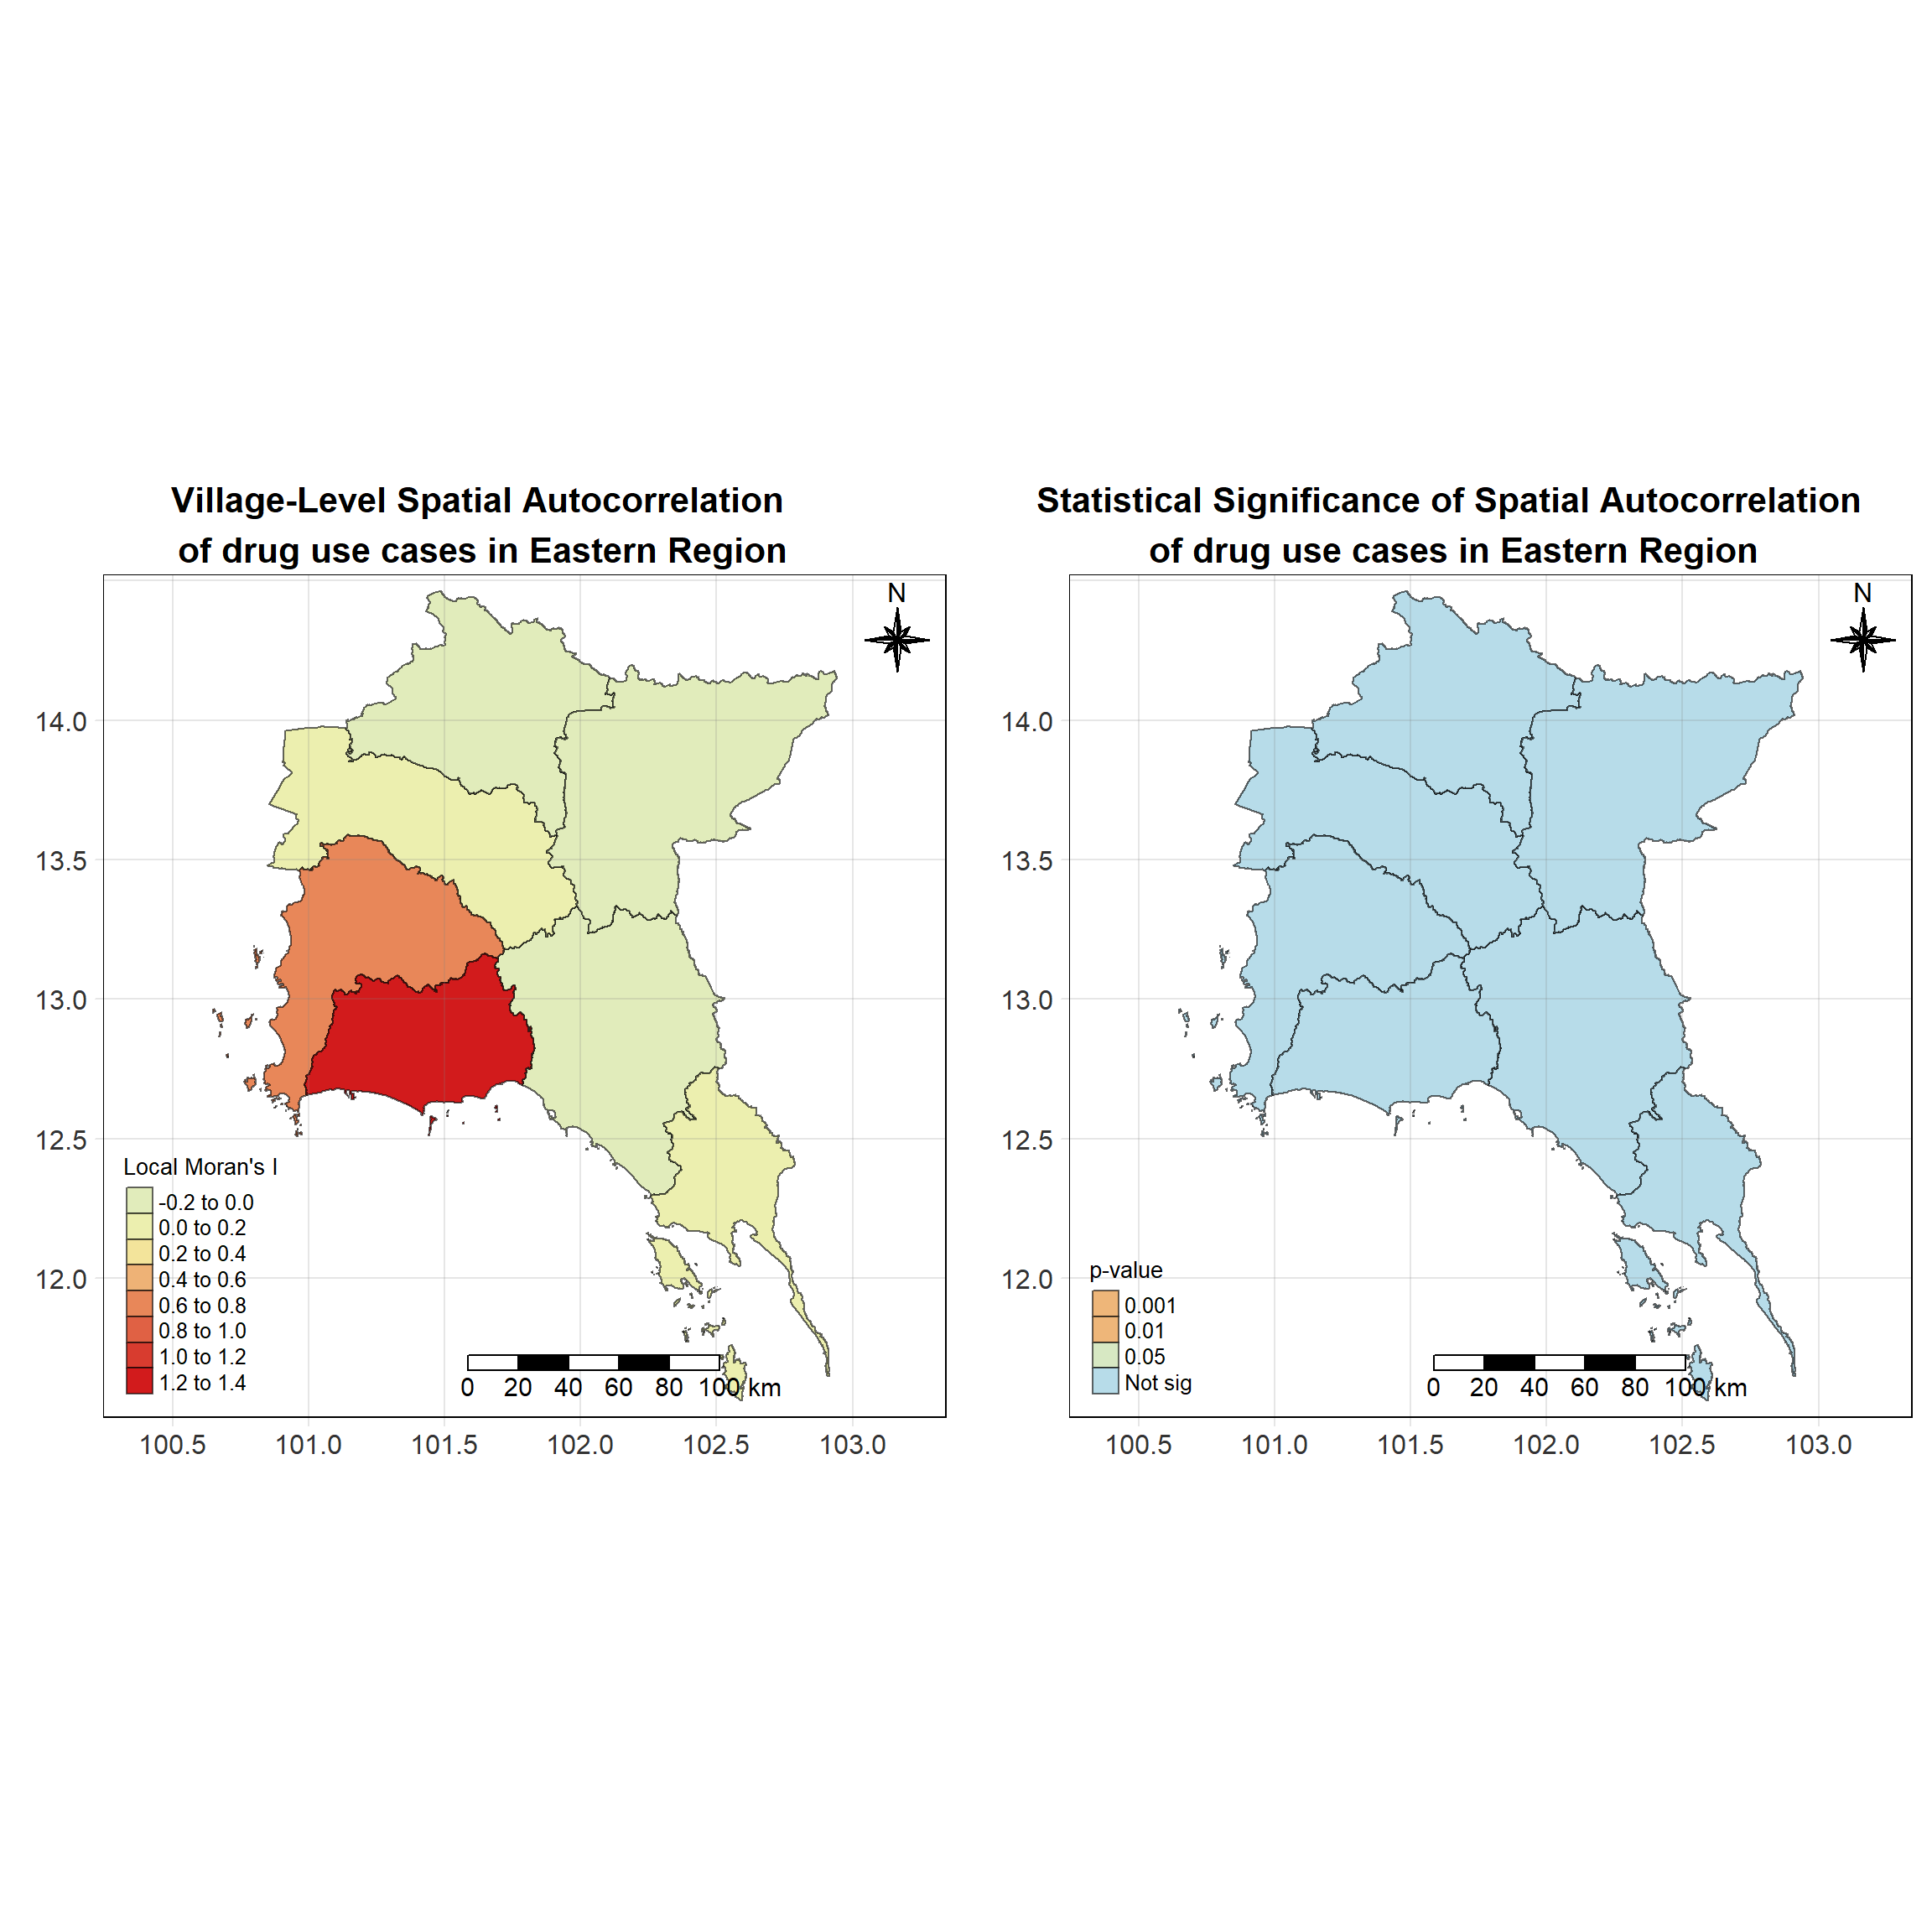 Village-Level Spatial Autocorrelation
of drug use cases in Eastern Region
N
14.0
13.5
13.0
12.5
12.0
Local Moran's I
-0.2 to 0.0
0.0 to 0.2
0.2 to 0.4
0.4 to 0.6
0.6 to 0.8
0.8 to 1.0
1.0 to 1.2
1.2 to 1.4
0 20 40 60 80 100 km
100.5 101.0 101.5 102.0 102.5 103.0
Statistical Significance of Spatial Autocorrelation
of drug use cases in Eastern Region
N
14.0
13.5
13.0
12.5
12.0
p-value
0.001
0.01
0.05
Not sig
0 20 40 60 80 100 km
100.5 101.0 101.5 102.0 102.5 103.0